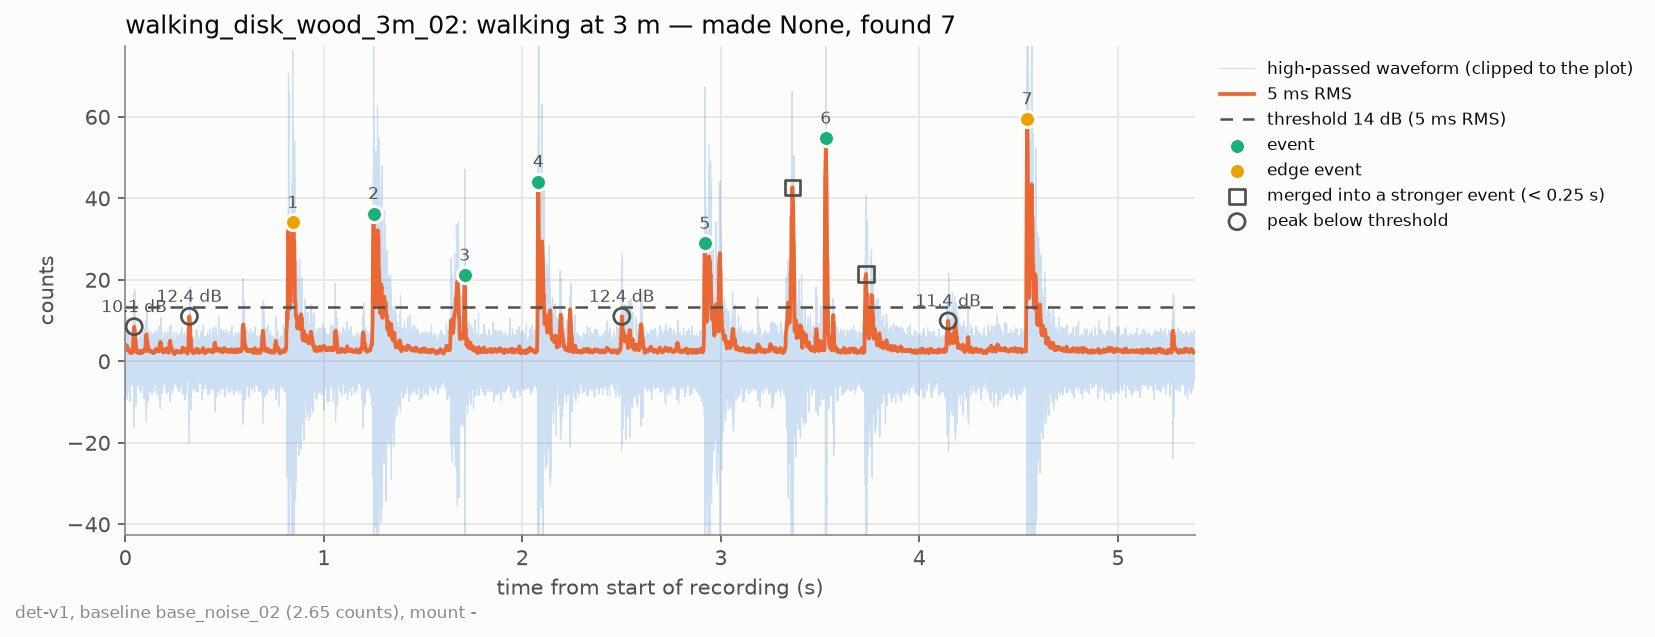 walking_disk_wood_3m_02: walking at 3 m — made None, found 7
high-passed waveform (clipped to the plot)
5 ms RMS
threshold 14 dB (5 ms RMS)
event
edge event
merged into a stronger event (< 0.25 s)
peak below threshold
counts
60
40
20
0
−20
−40
10.1 dB
12.4 dB
1
2
3
4
12.4 dB
5
6
11.4 dB
7
0
1
2
3
4
5
time from start of recording (s)
det-v1, baseline base_noise_02 (2.65 counts), mount -